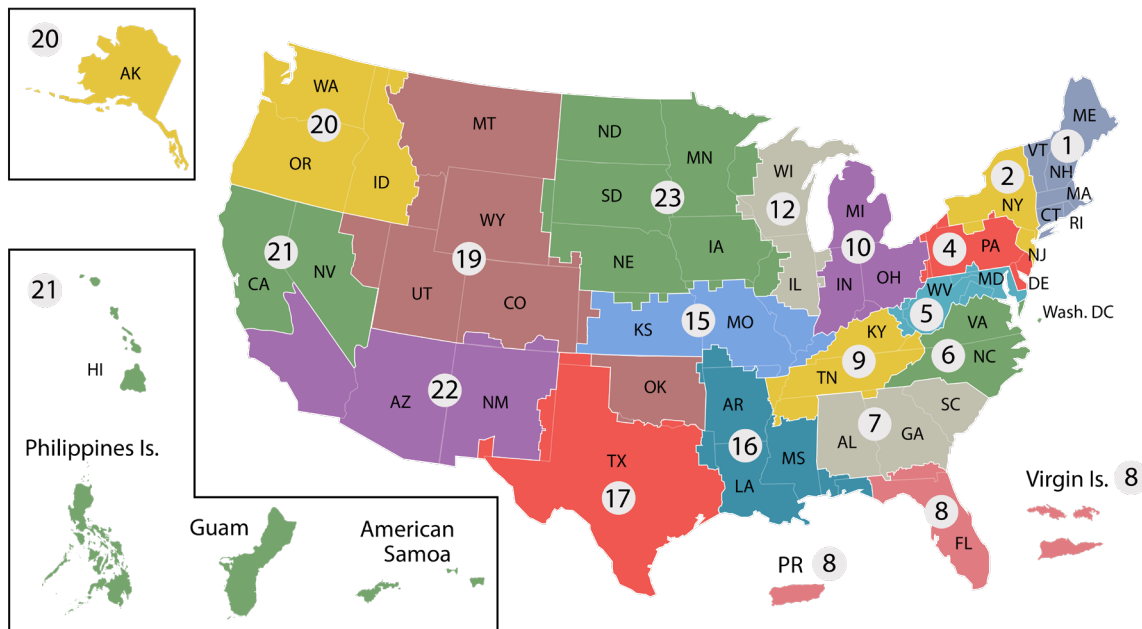 20
AK
WA
20
OR
ID
MT
WY
19
UT
CO
ND
MN
SD
23
NE
IA
WI
12
IL
MI
10
IN
OH
ME
VT
1
NH
MA
CT
RI
2
NY
4
PA
NJ
DE
MD
WV
5
Wash. DC
VA
6
NC
KY
9
TN
KS
15
MO
21
CA
NV
AZ
22
NM
OK
AR
16
LA
MS
TX
17
SC
7
AL
GA
8
FL
Virgin Is. 8
PR 8
21
HI
Philippines Is.
Guam
American
Samoa